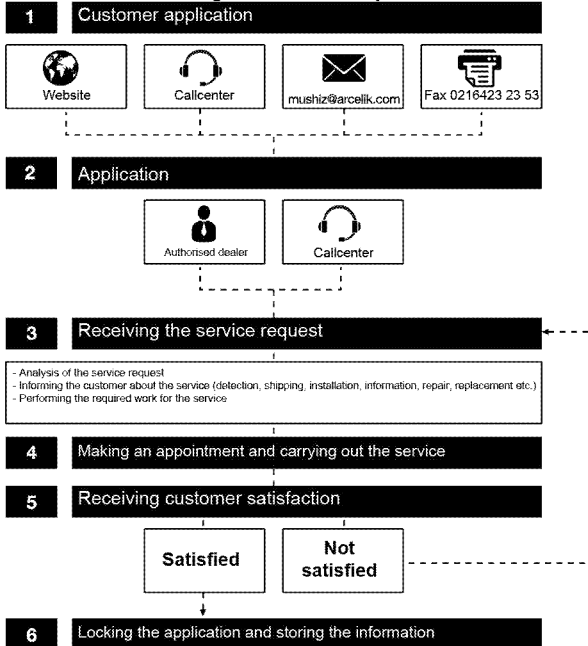 1 Customer application
Website
Callcenter
mushiz@arcelik.com
Fax 0216423 23 53
2 Application
Authorised dealer
Callcenter
3 Receiving the service request
- Analysis of the service request
- Informing the customer about the service (detection, shipping, installation, information, repair, replacement etc.)
- Performing the required work for the service
4 Making an appointment and carrying out the service
5 Receiving customer satisfaction
Satisfied
Not
satisfied
6 Locking the application and storing the information